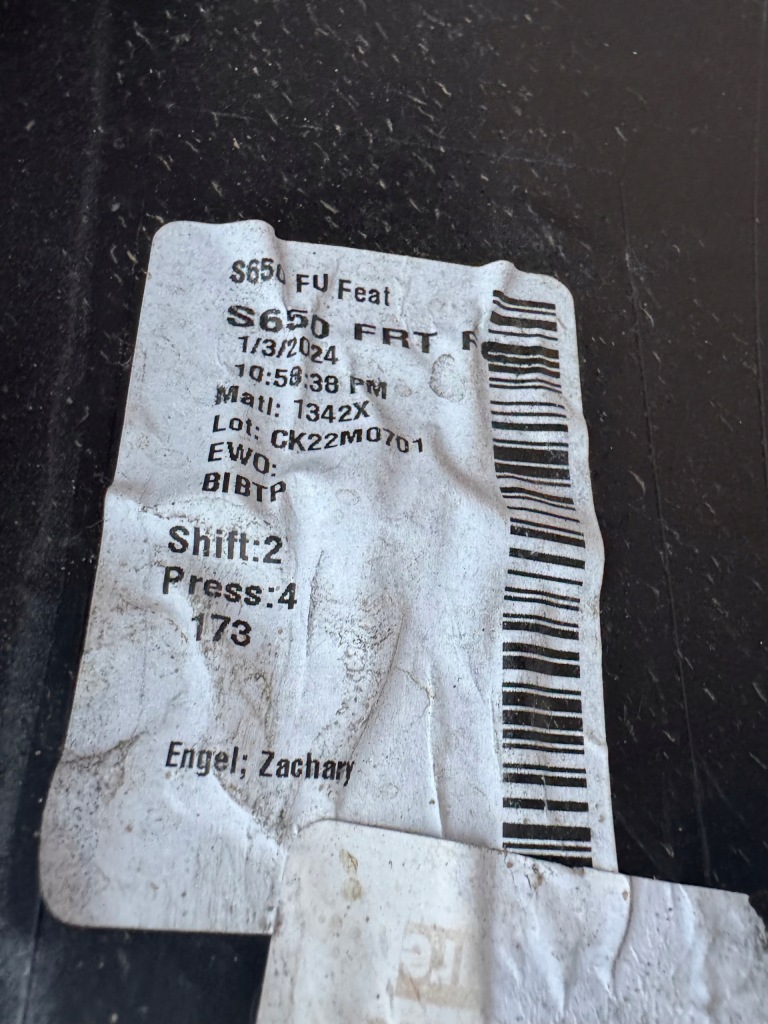 S650 FU Feat
S650 FRT
1/3/2024
10:58:38 PM
Matl: 1342X
Lot: CK22M0701
EWO:
BIBTP
Shift:2
Press:4
173
Engel; Zachary